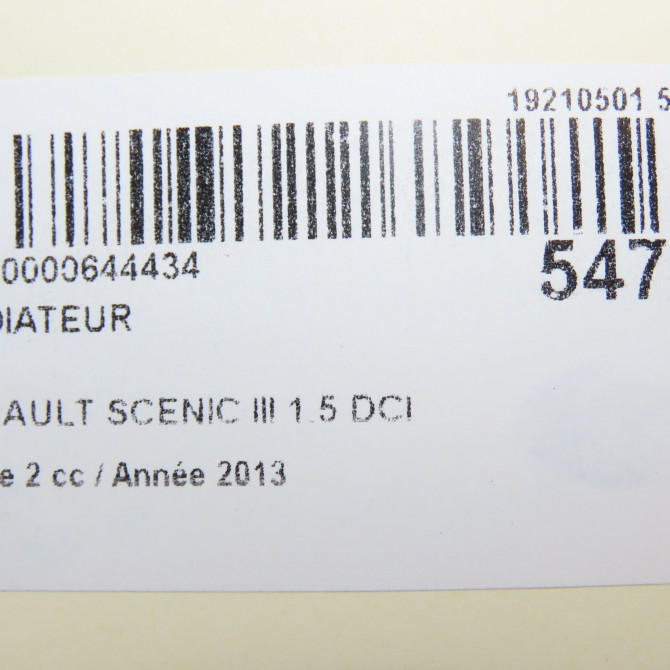 19210501 5
0000644434
547
DIATEUR
AULT SCENIC III 1.5 DCI
e 2 cc / Année 2013